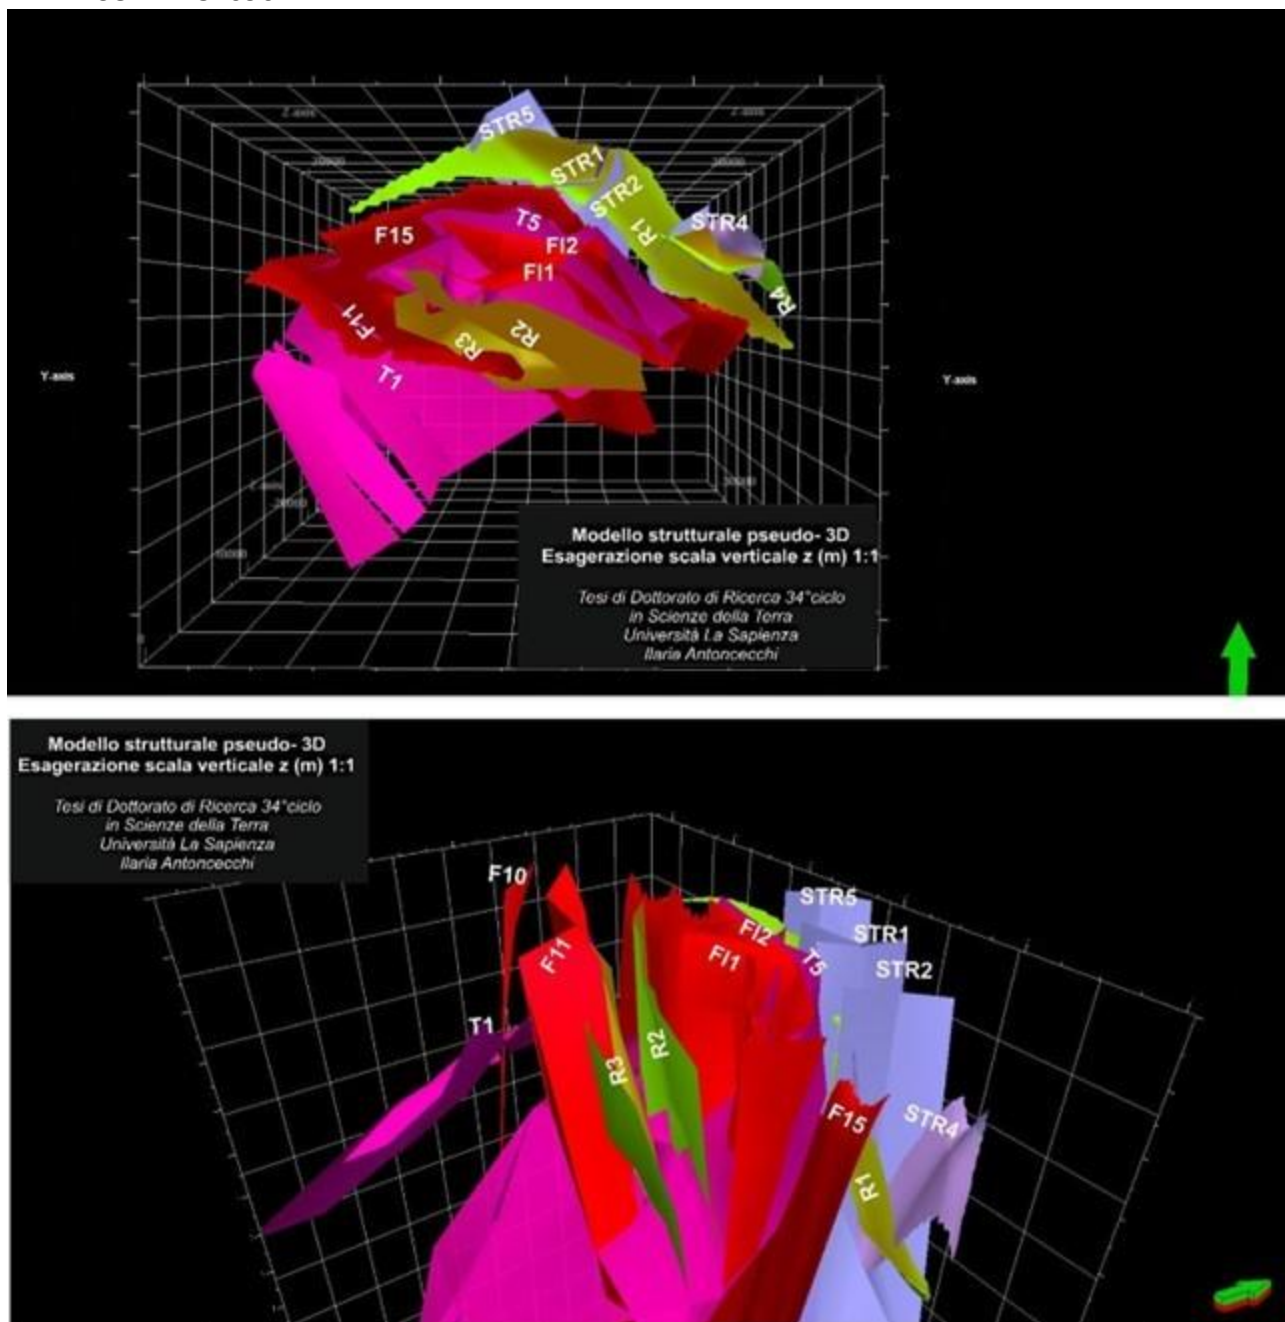 STR5
Z-axis
Z-axis
STR1
STR2
STR4
T5
R1
F15
FI2
FI1
R4
F11
R2
R3
T1
Y-axis
Y-axis
Modello strutturale pseudo- 3D
Esagerazione scala verticale z (m) 1:1
Tesi di Dottorato di Ricerca 34°ciclo
in Scienze della Terra
Università La Sapienza
Ilaria Antoncecchi
Modello strutturale pseudo- 3D
Esagerazione scala verticale z (m) 1:1
Tesi di Dottorato di Ricerca 34°ciclo
in Scienze della Terra
Università La Sapienza
Ilaria Antoncecchi
F10
STR5
F11
FI2
STR1
FI1
T5
STR2
T1
R2
R3
F15
STR4
R1